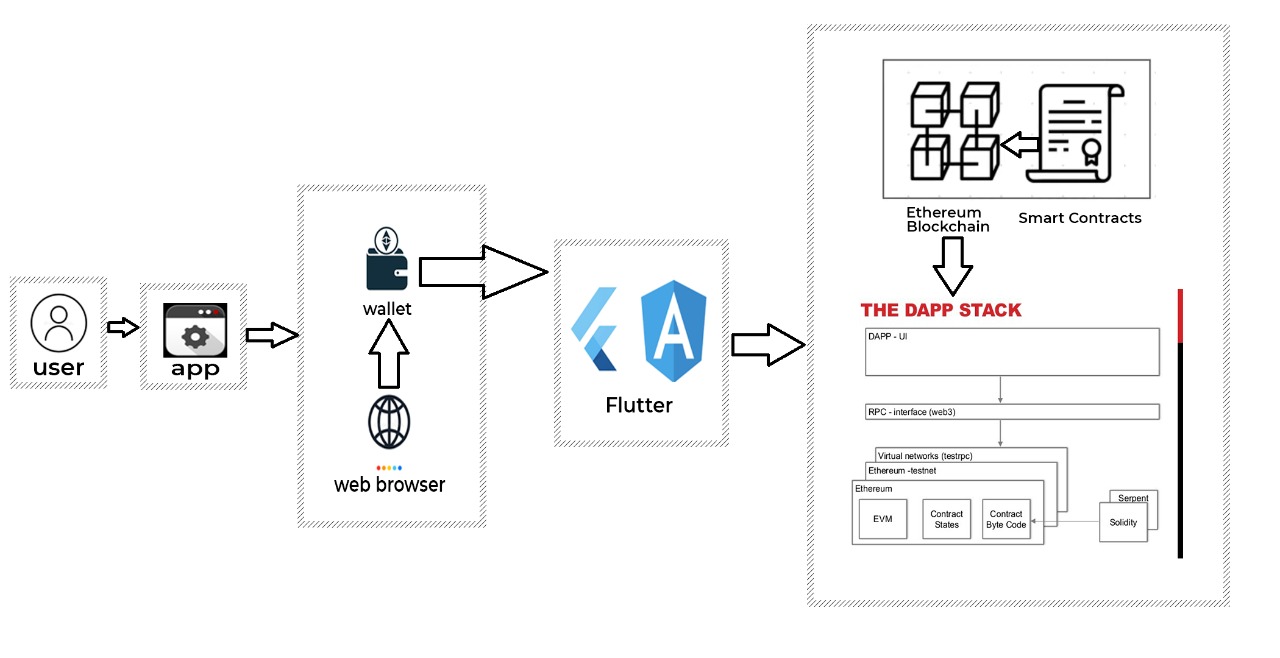 user
app
wallet
web browser
A
Flutter
Ethereum
Blockchain
Smart Contracts
THE DAPP STACK
DAPP - UI
RPC - interface (web3)
Virtual networks (testrpc)
Ethereum -testnet
Ethereum
EVM
Contract
States
Contract
Byte Code
Serpent
Solidity